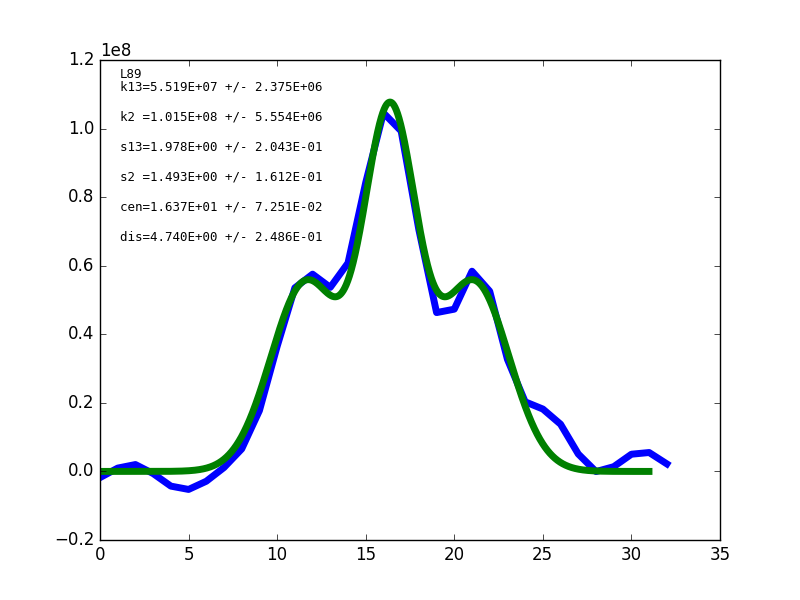 1e8
1.2
L89
k13=5.519E+07 +/- 2.375E+06
k2 =1.015E+08 +/- 5.554E+06
1.0
s13=1.978E+00 +/- 2.043E-01
s2 =1.493E+00 +/- 1.612E-01
0.8
cen=1.637E+01 +/- 7.251E-02
dis=4.740E+00 +/- 2.486E-01
0.6
0.4
0.2
0.0
−0.2
0 5 10 15 20 25 30 35